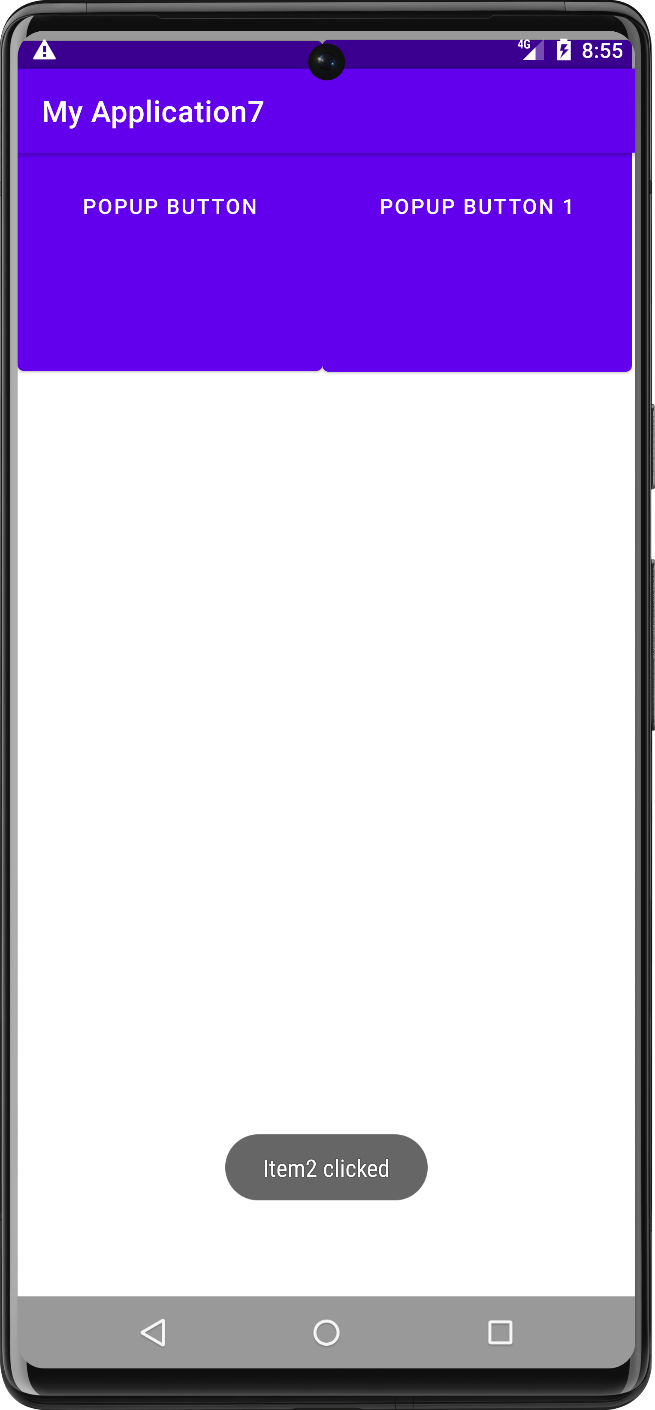 4G 8:55
My Application7
POPUP BUTTON POPUP BUTTON 1
Item2 clicked